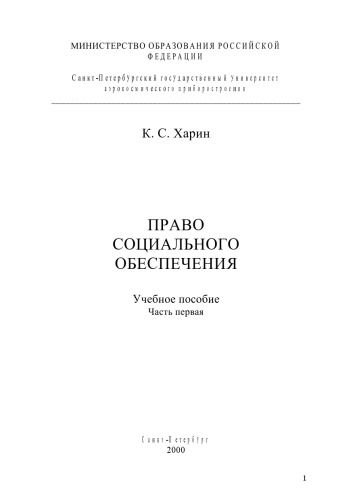 МИНИСТЕРСТВО ОБРАЗОВАНИЯ РОССИЙСКОЙ
ФЕДЕРАЦИИ
Санкт-Петербургский государственный университет
аэрокосмического приборостроения
К. С. Харин
ПРАВО
СОЦИАЛЬНОГО
ОБЕСПЕЧЕНИЯ
Учебное пособие
Часть первая
Санкт-Петербург
2000
1